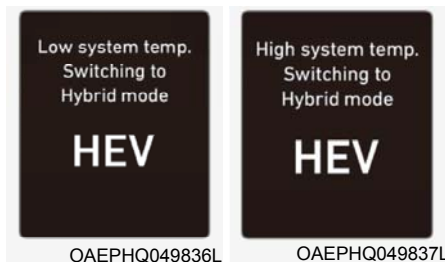 Low system temp.
Switching to
Hybrid mode
HEV
OAEPHQ049836L
High system temp.
Switching to
Hybrid mode
HEV
OAEPHQ049837L